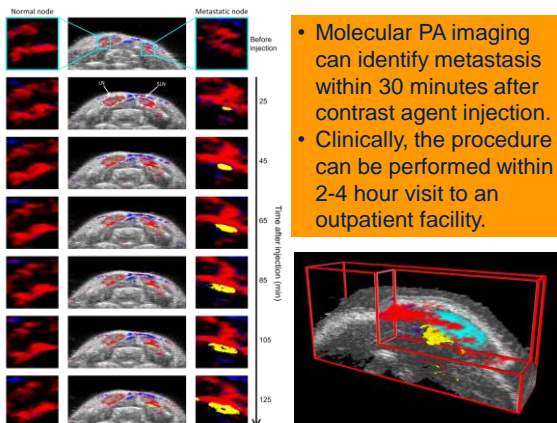 Normal node
Metastatic node
Before
injection
LN
SLN
25
45
65
85
105
125
Time after injection (min)
• Molecular PA imaging
can identify metastasis
within 30 minutes after
contrast agent injection.
• Clinically, the procedure
can be performed within
2-4 hour visit to an
outpatient facility.